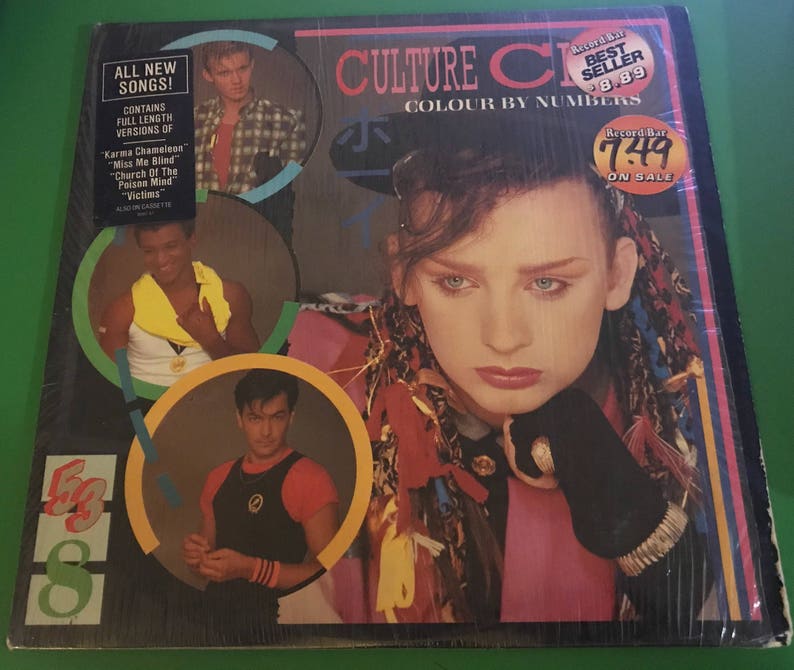 ALL NEW
SONGS!
CONTAINS
FULL LENGTH
VERSIONS OF
"Karma Chameleon"
"Miss Me Blind"
"Church Of The
Poison Mind"
"Victims"
ALSO ON CASSETTE
CULTURE CL
COLOUR BY NUMBERS
ボーイ
Record Bar
BEST
SELLER
$8.89
Record Bar
7.49
ON SALE
53
8